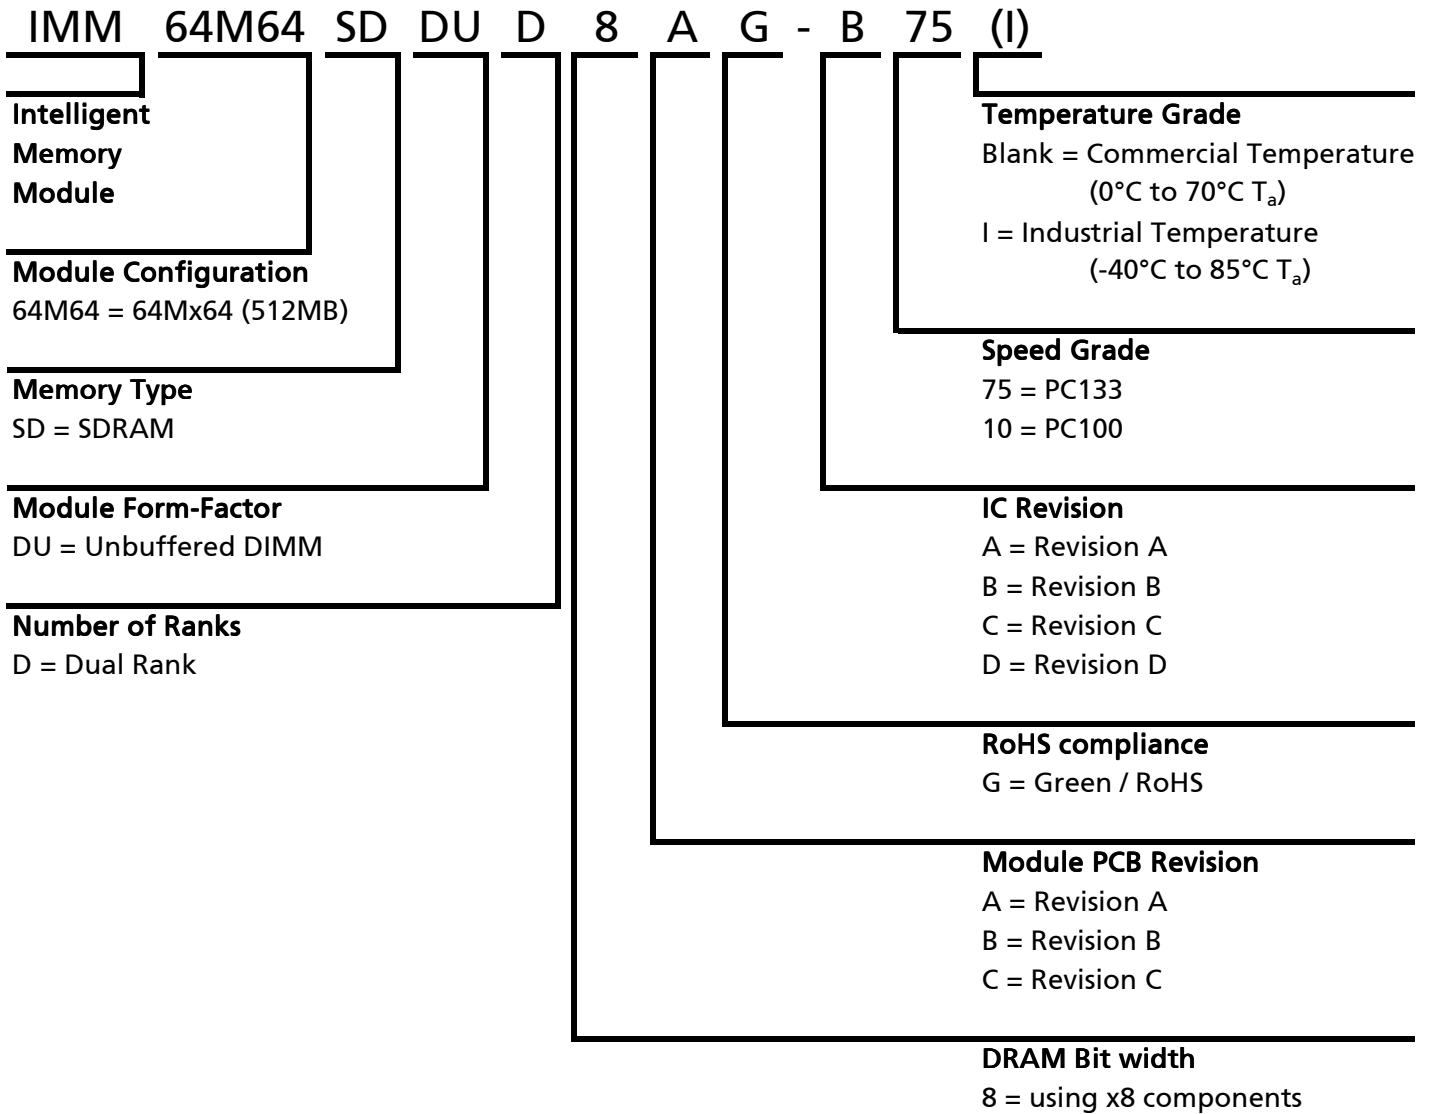 IMM 64M64 SD DU D 8 A G - B 75 (I)
Intelligent
Memory
Module
Module Configuration
64M64 = 64Mx64 (512MB)
Memory Type
SD = SDRAM
Module Form-Factor
DU = Unbuffered DIMM
Number of Ranks
D = Dual Rank
Temperature Grade
Blank = Commercial Temperature
(0°C to 70°C Ta)
I = Industrial Temperature
(-40°C to 85°C Ta)
Speed Grade
75 = PC133
10 = PC100
IC Revision
A = Revision A
B = Revision B
C = Revision C
D = Revision D
RoHS compliance
G = Green / RoHS
Module PCB Revision
A = Revision A
B = Revision B
C = Revision C
DRAM Bit width
8 = using x8 components